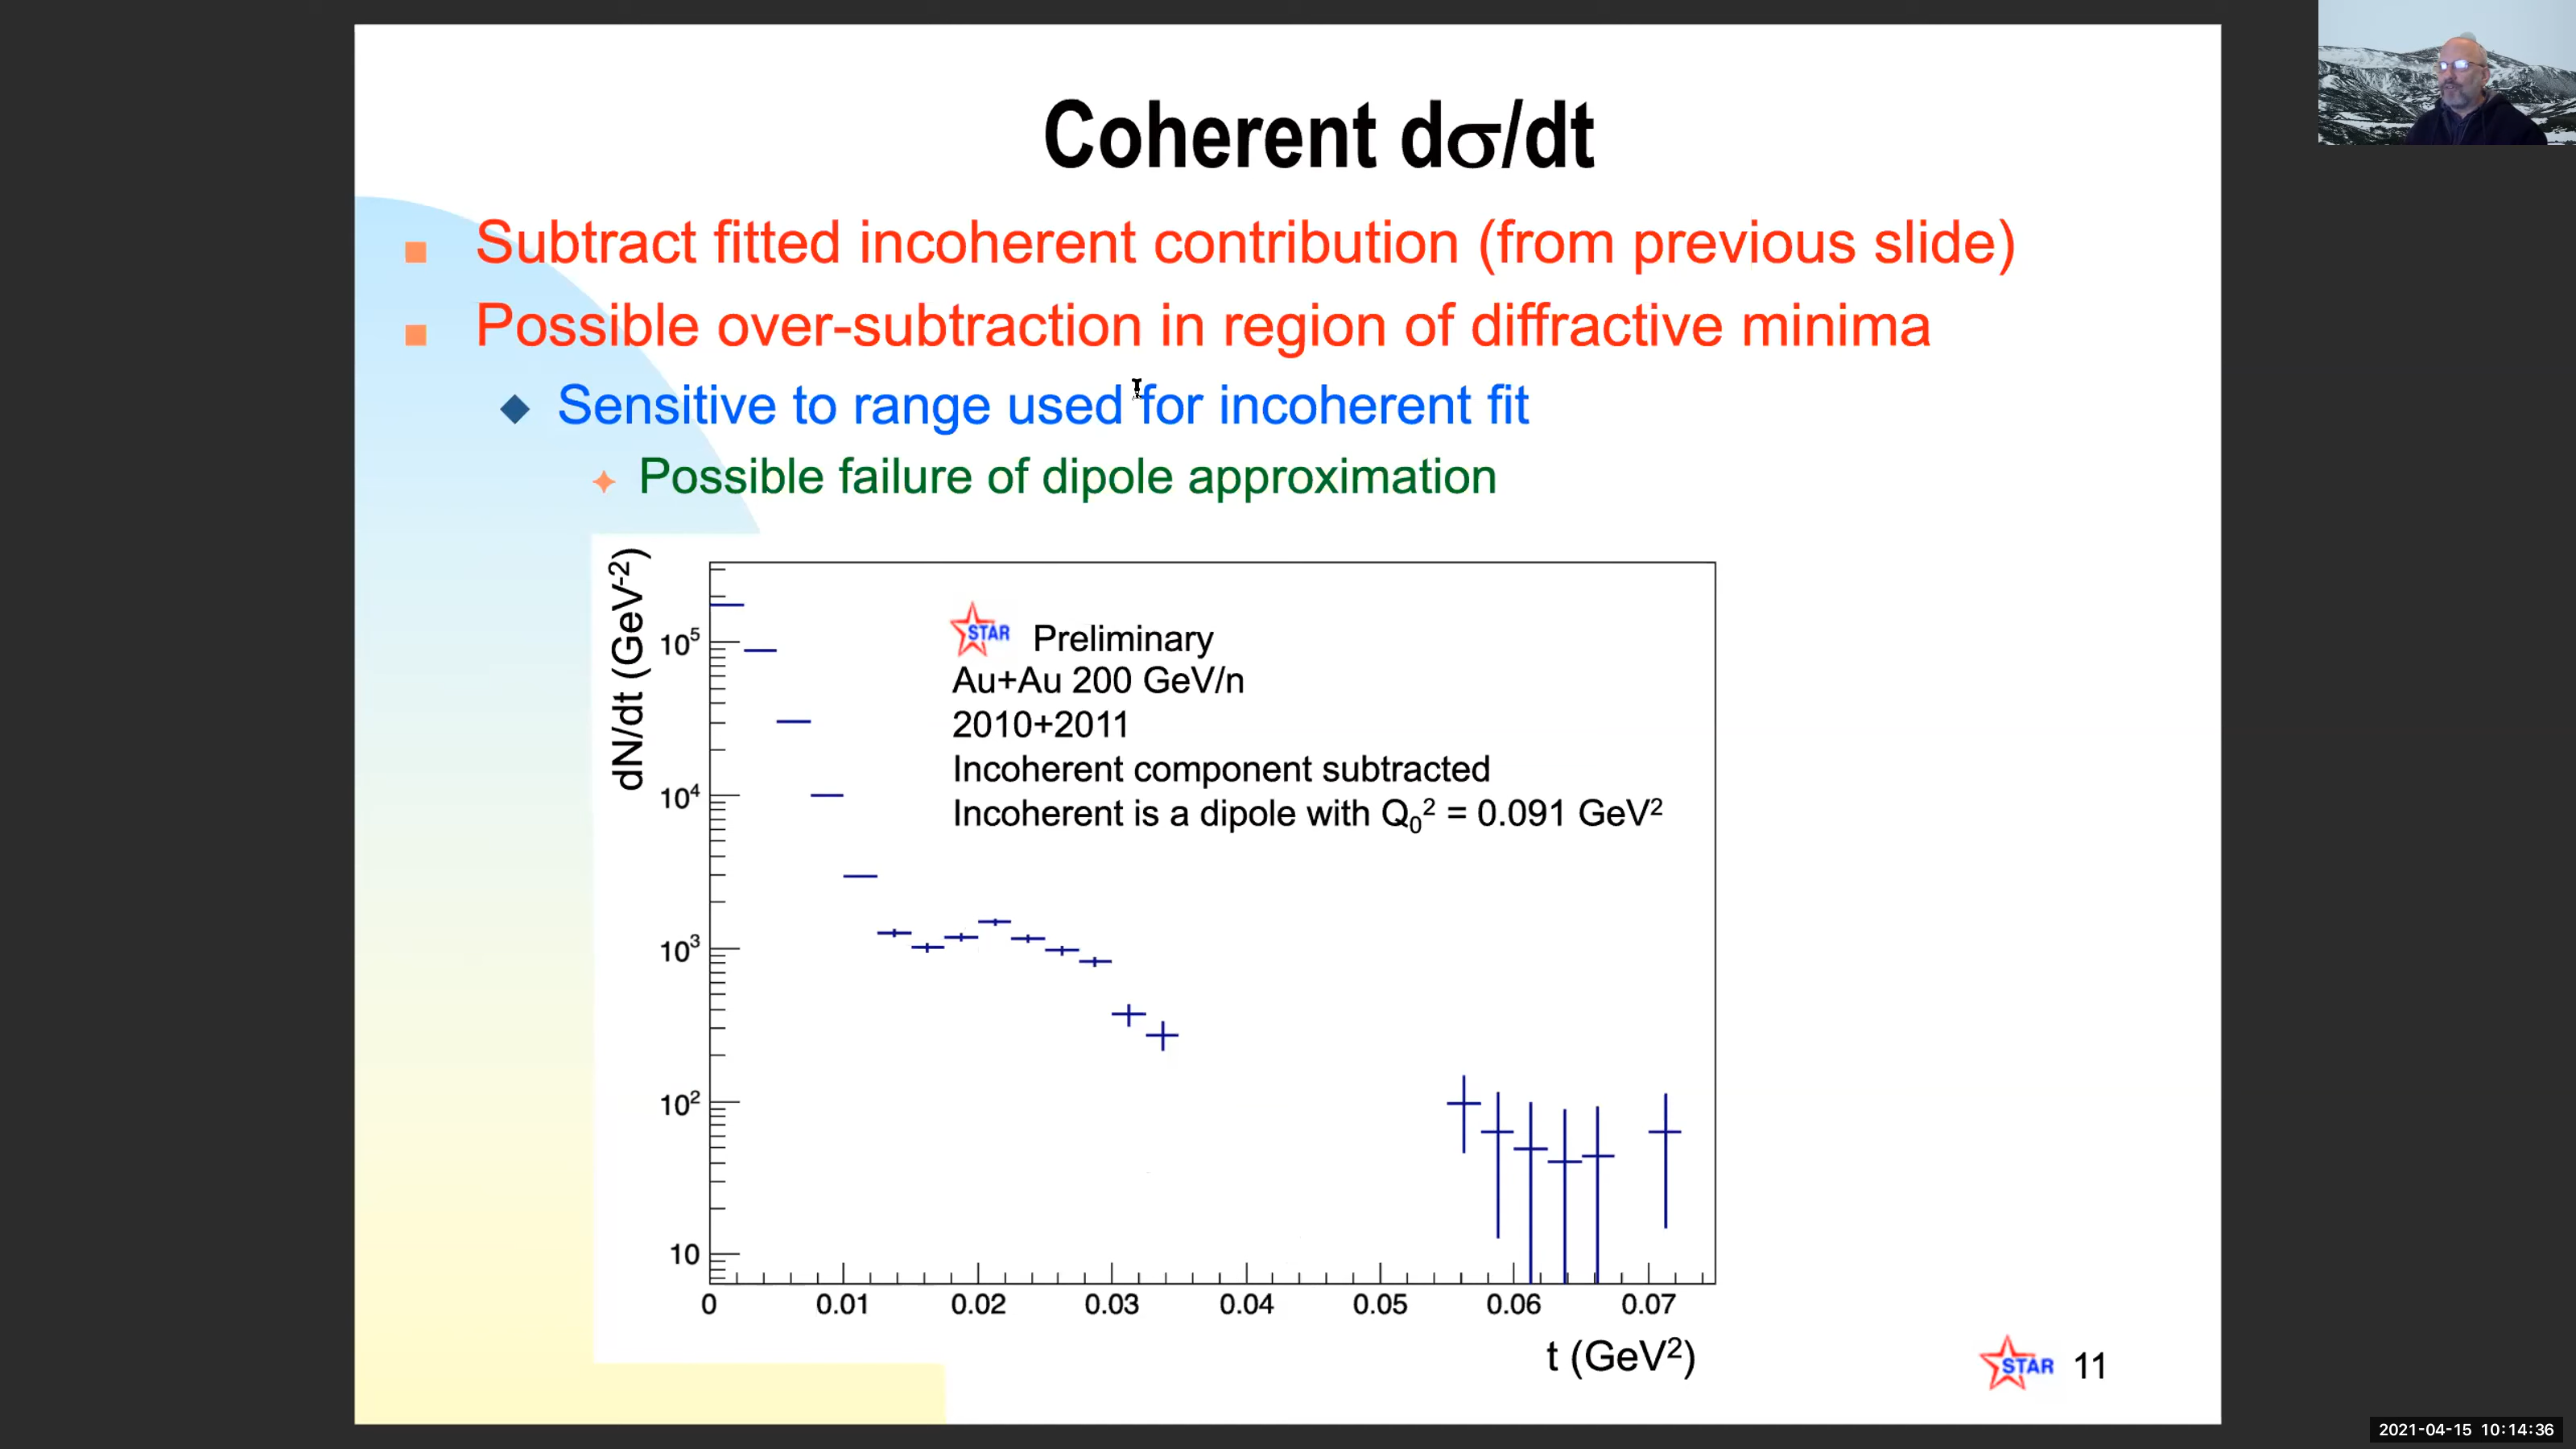 Coherent dσ/dt
Subtract fitted incoherent contribution (from previous slide)
Possible over-subtraction in region of diffractive minima
Sensitive to range used for incoherent fit
Possible failure of dipole approximation
dN/dt (GeV-2)
STAR Preliminary
Au+Au 200 GeV/n
2010+2011
Incoherent component subtracted
Incoherent is a dipole with Q₀² = 0.091 GeV²
10⁵
10⁴
10³
10²
10
0 0.01 0.02 0.03 0.04 0.05 0.06 0.07
t (GeV²)
STAR 11
2021-04-15 10:14:36